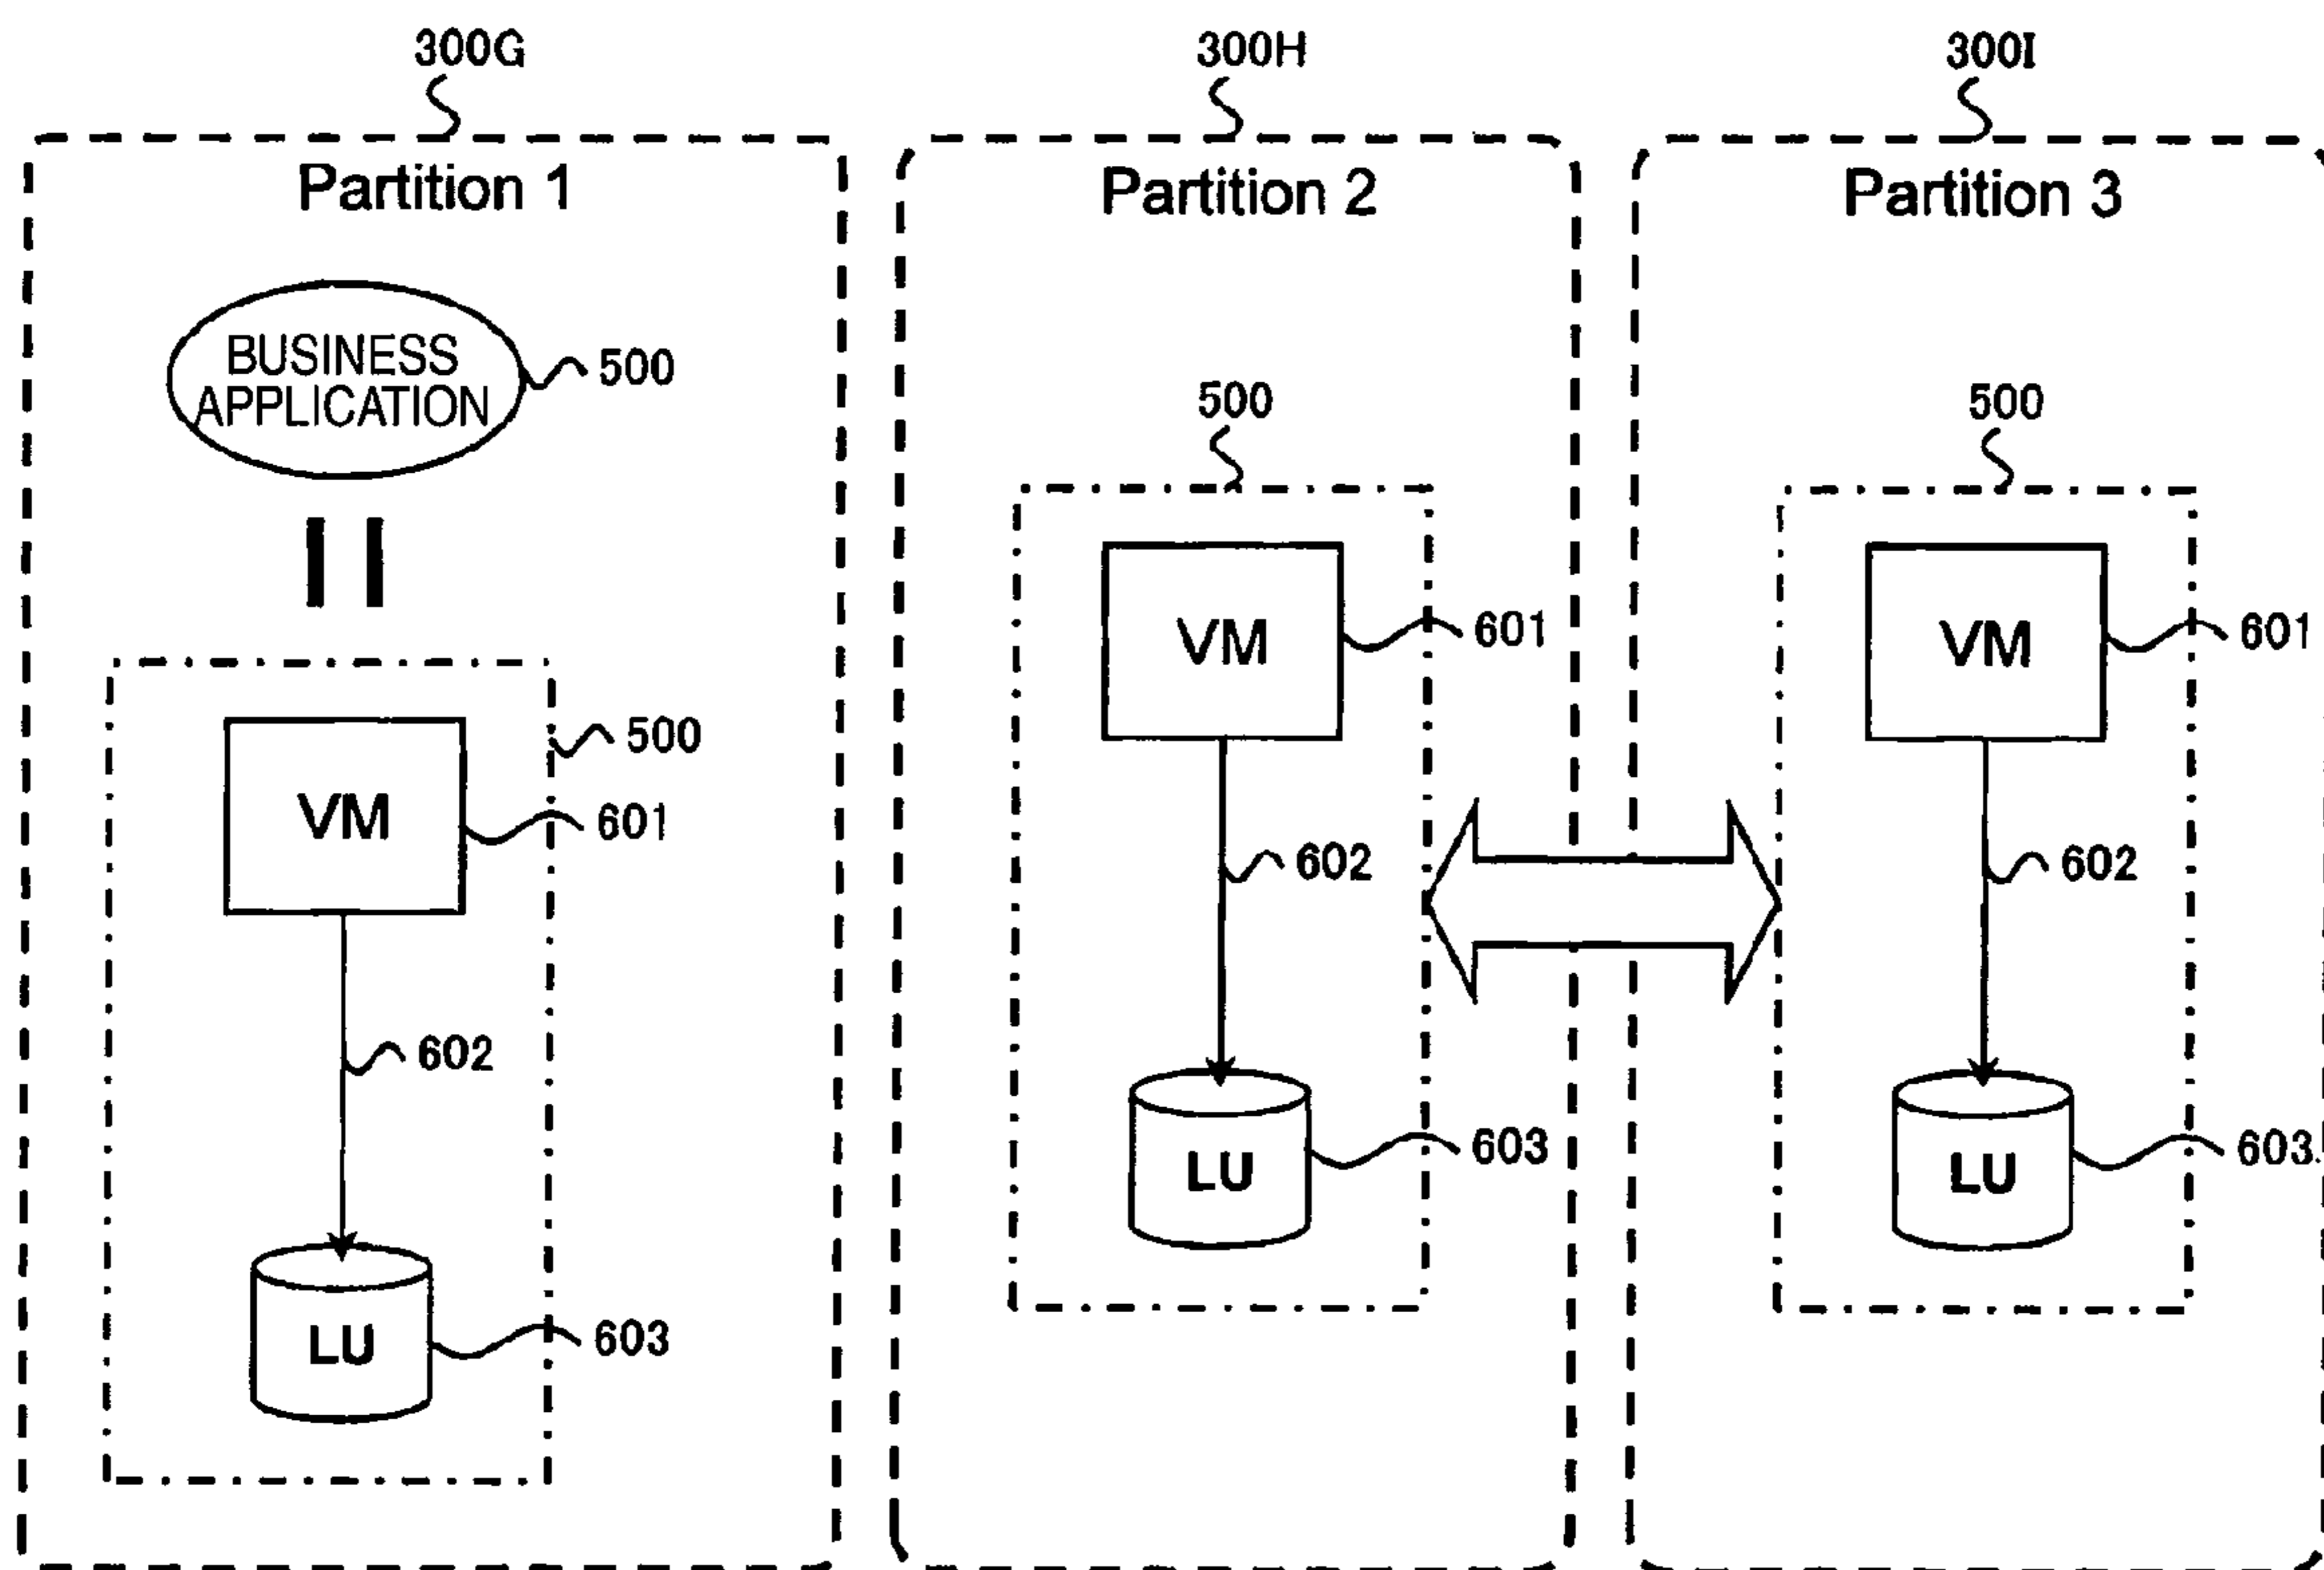 300G
300H
300I
Partition 1
Partition 2
Partition 3
BUSINESS
APPLICATION
500
500
VM
601
602
LU
603
500
VM
601
602
LU
603
500
VM
601
602
LU
603